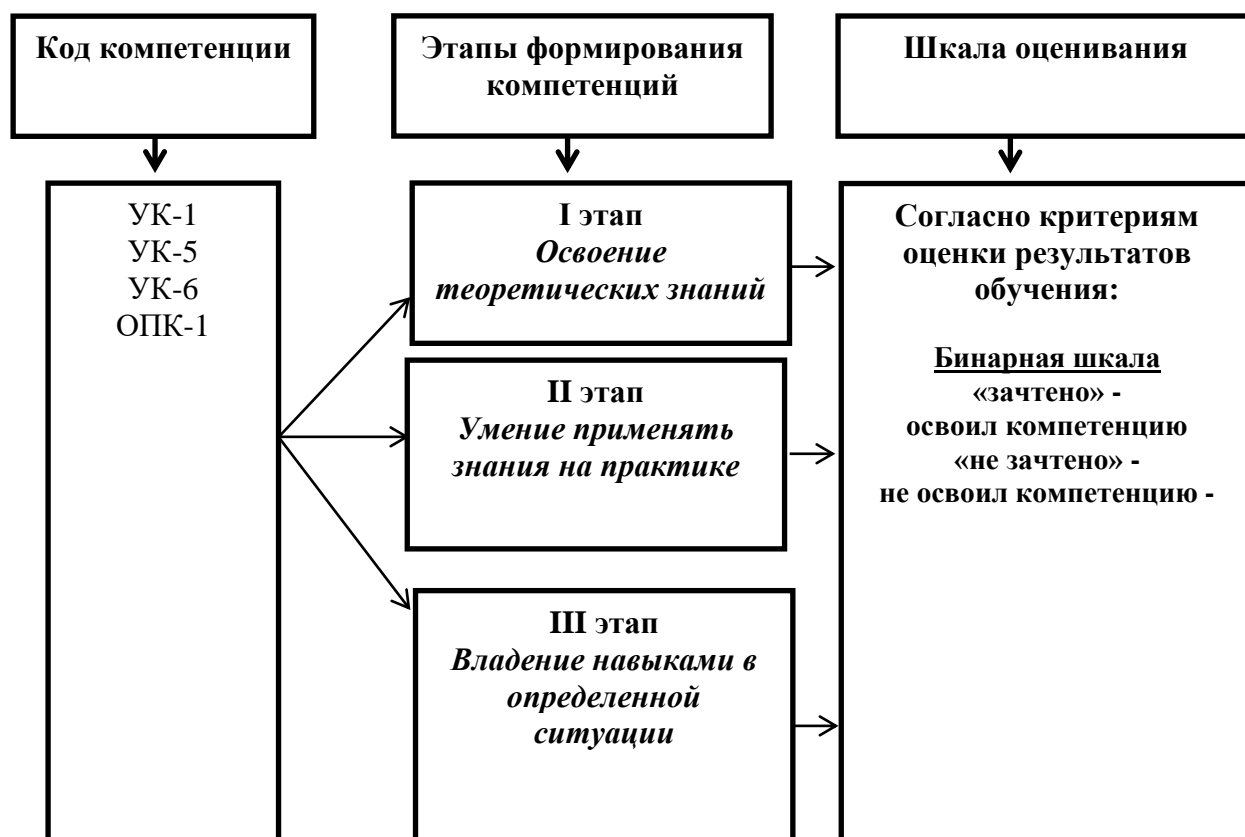 Код компетенции
Этапы формирования
компетенций
Шкала оценивания
УК-1
УК-5
УК-6
ОПК-1
I этап
Освоение
теоретических знаний
II этап
Умение применять
знания на практике
III этап
Владение навыками в
определенной
ситуации
Согласно критериям
оценки результатов
обучения:
Бинарная шкала
«зачтено» -
освоил компетенцию
«не зачтено» -
не освоил компетенцию -